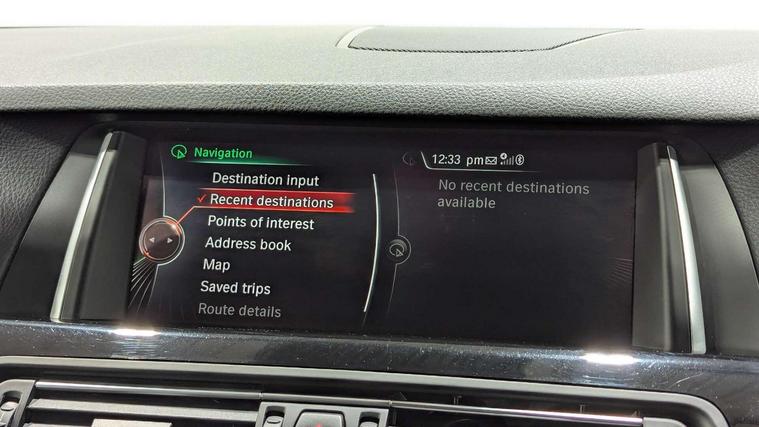 Navigation
12:33 pm
Destination input
Recent destinations
Points of interest
Address book
Map
Saved trips
Route details
No recent destinations
available